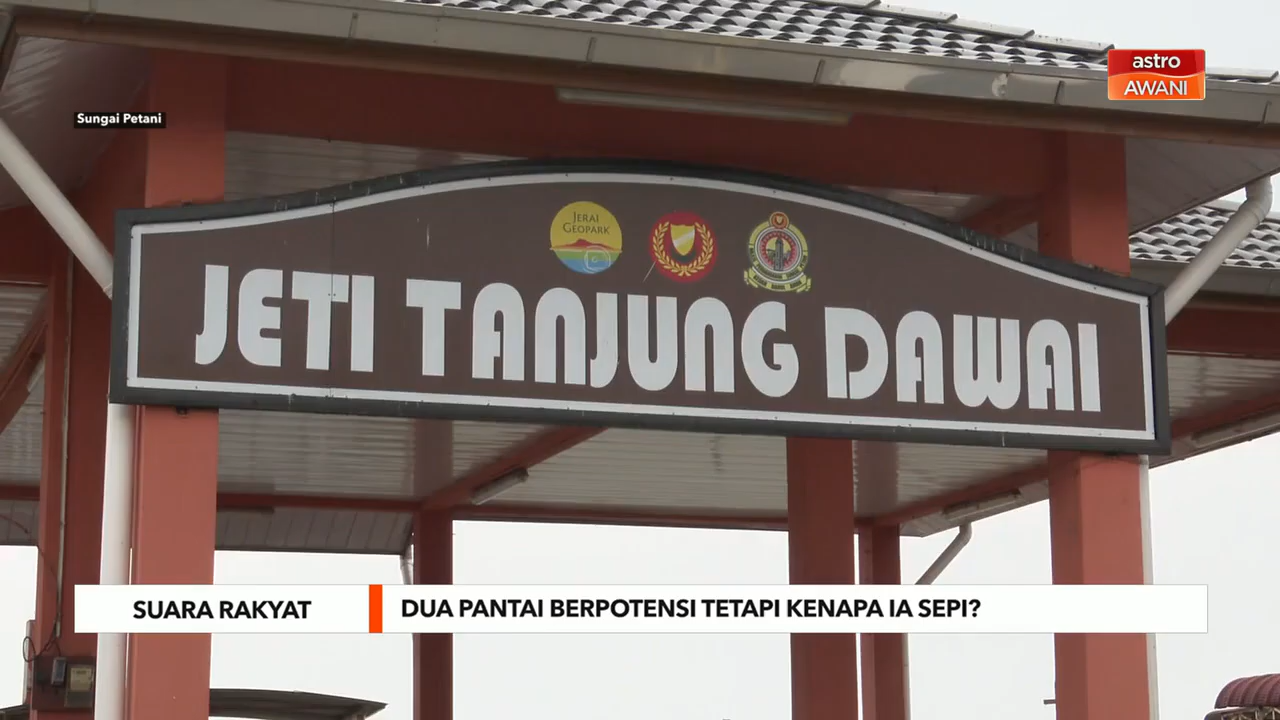 astro
AWANI
Sungai Petani
JERAI
GEOPARK
JETI TANJUNG DAWAI
SUARA RAKYAT
DUA PANTAI BERPOTENSI TETAPI KENAPA IA SEPI?